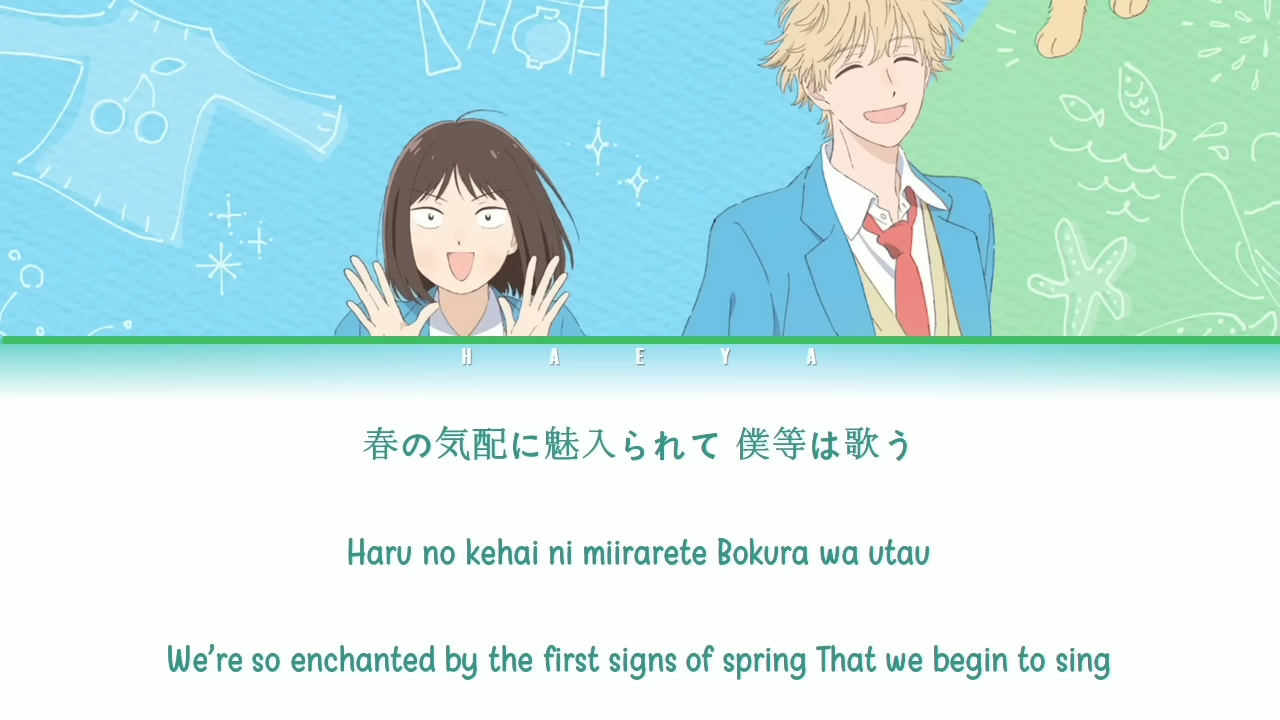 H A E Y A
春の気配に魅入られて 僕等は歌う
Haru no kehai ni miirarete Bokura wa utau
We're so enchanted by the first signs of spring That we begin to sing